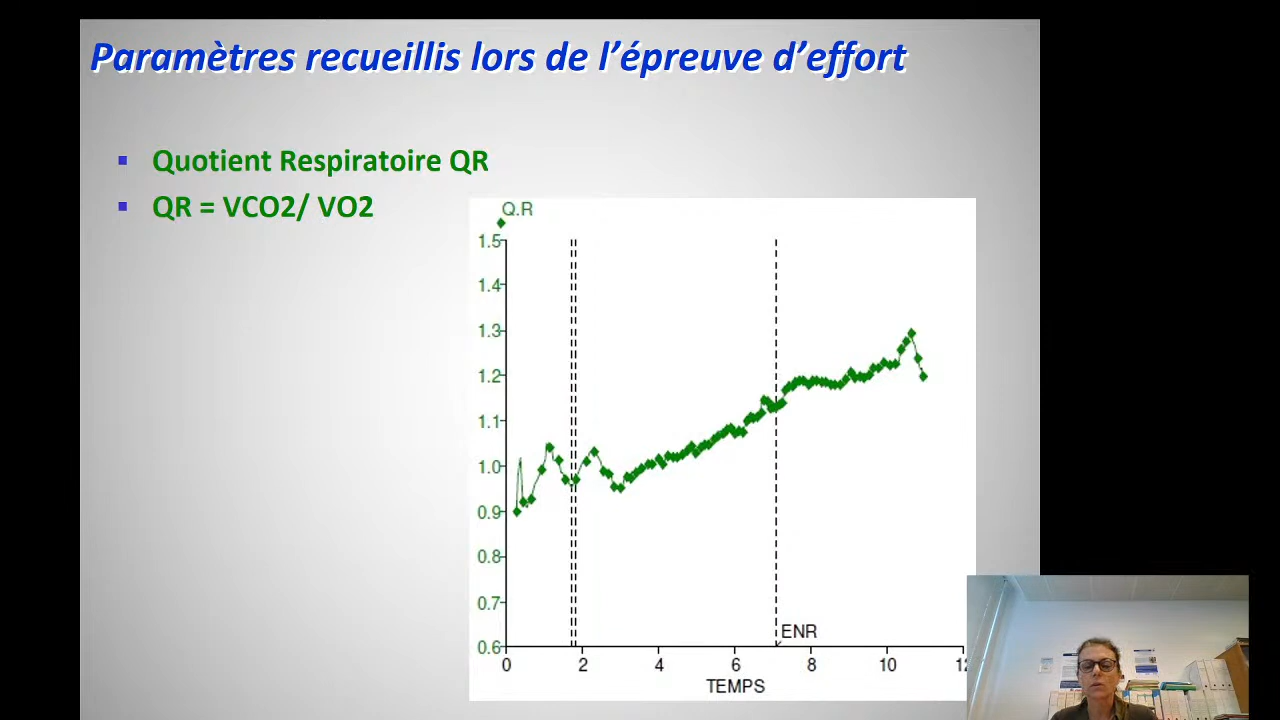 Paramètres recueillis lors de l’épreuve d’effort
Quotient Respiratoire QR
QR = VCO2/ VO2
Q.R
1.5
1.4
1.3
1.2
1.1
1.0
0.9
0.8
0.7
0.6
ENR
0 2 4 6 8 10 12
TEMPS